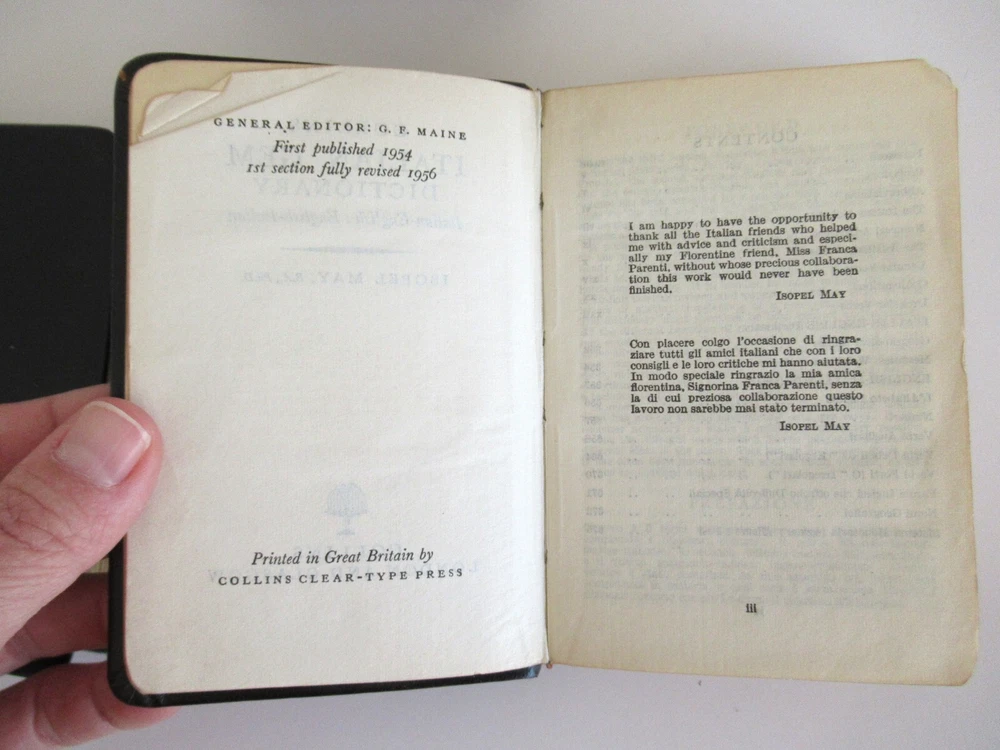 GENERAL EDITOR: G. F. MAINE
First published 1954
1st section fully revised 1956
Printed in Great Britain by
COLLINS CLEAR-TYPE PRESS
I am happy to have the opportunity to
thank all the Italian friends who helped
me with advice and criticism and especi-
ally my Florentine friend, Miss Franca
Parenti, without whose precious collabora-
tion this work would never have been
finished.
ISOPEL MAY
Con piacere colgo l'occasione di ringra-
ziare tutti gli amici italiani che con i loro
consigli e le loro critiche mi hanno aiutata.
In modo speciale ringrazio la mia amica
fiorentina, Signorina Franca Parenti, senza
la di cui preziosa collaborazione questo
lavoro non sarebbe mai stato terminato.
ISOPEL MAY
iii